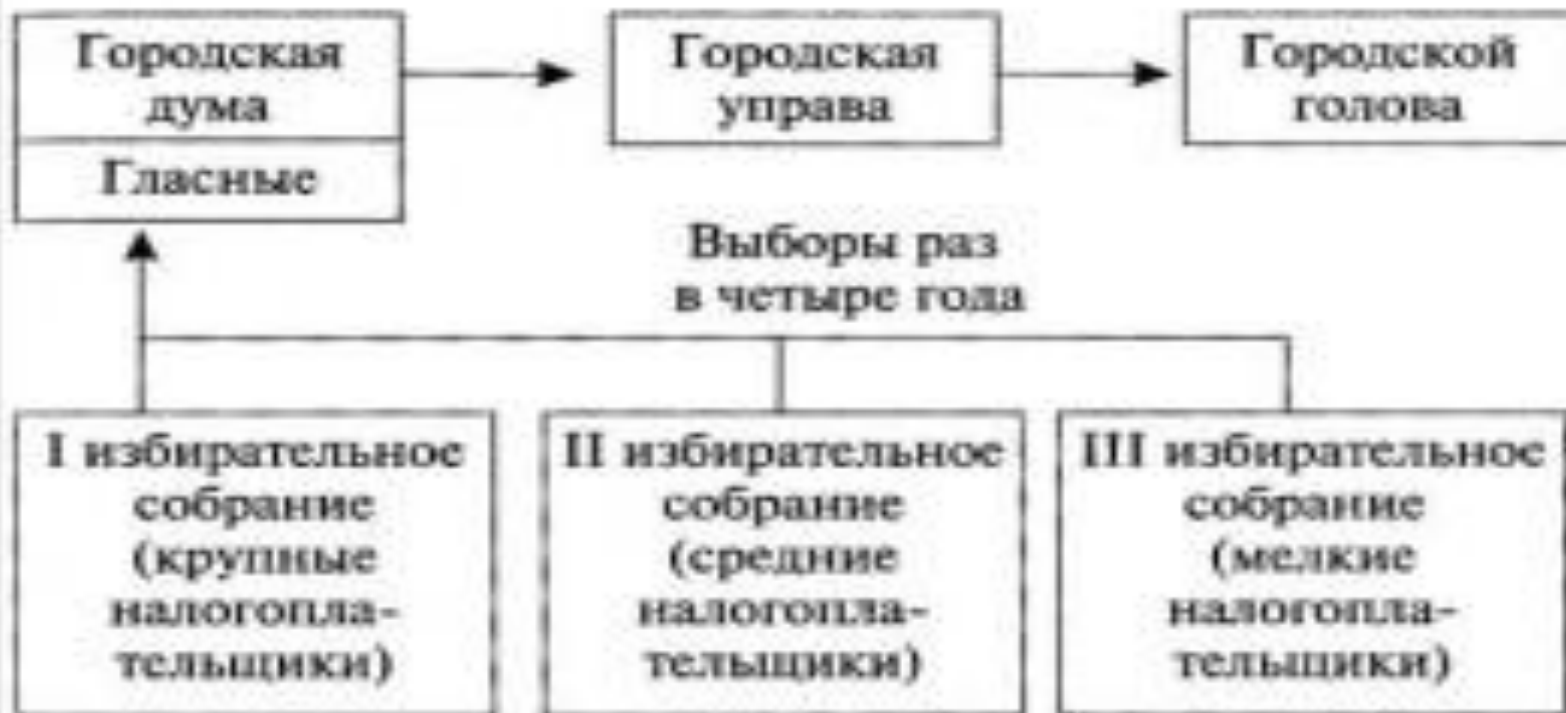 Городская
дума
Гласные
Городская
управа
Городской
голова
Выборы раз
в четыре года
I избирательное
собрание
(крупные
налогопла-
тельщики)
II избирательное
собрание
(средние
налогопла-
тельщики)
III избирательное
собрание
(мелкие
налогопла-
тельщики)